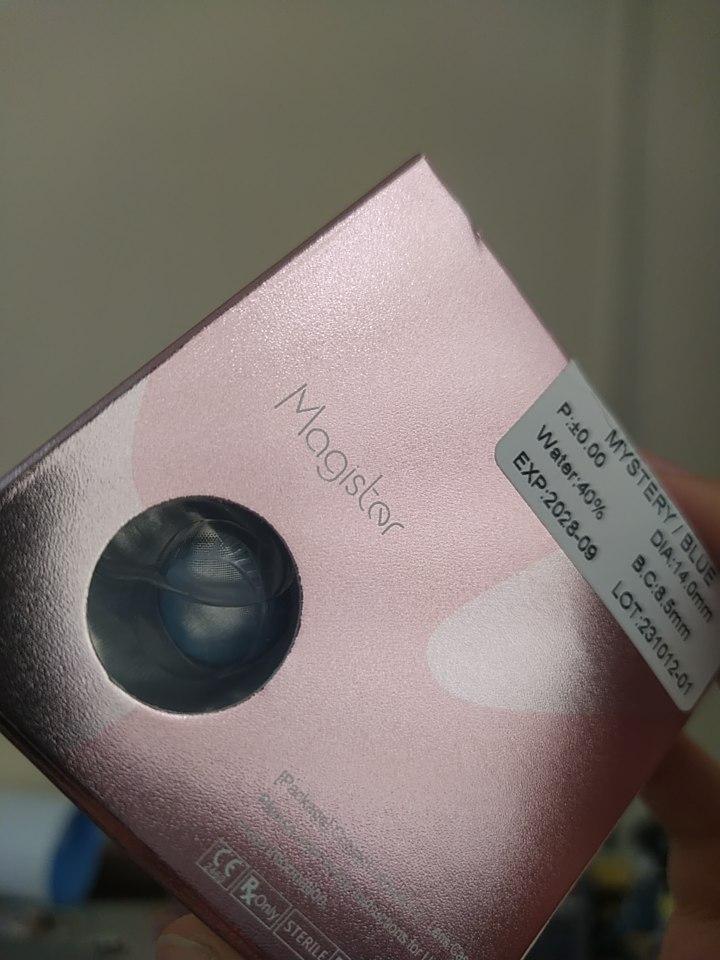 Magister
MYSTERY / BLUE
P:±0.00 DIA:14.0mm
Water:40% B.C:8.5mm
EXP:2028-09 LOT:231012-01
[Package]
Information.
CE Rx Only STERILE